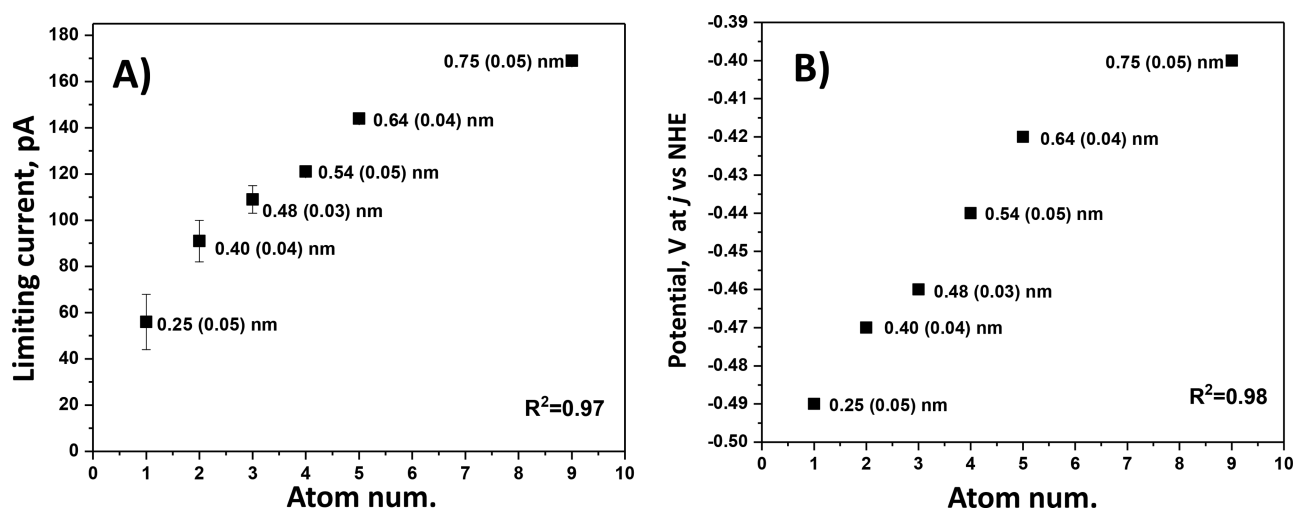 A)
Limiting current, pA
180
160
140
120
100
80
60
40
20
0
0.75 (0.05) nm
0.64 (0.04) nm
0.54 (0.05) nm
0.48 (0.03) nm
0.40 (0.04) nm
0.25 (0.05) nm
R²=0.97
0 1 2 3 4 5 6 7 8 9 10
Atom num.
B)
Potential, V at j vs NHE
-0.39
-0.40
-0.41
-0.42
-0.43
-0.44
-0.45
-0.46
-0.47
-0.48
-0.49
-0.50
0.75 (0.05) nm
0.64 (0.04) nm
0.54 (0.05) nm
0.48 (0.03) nm
0.40 (0.04) nm
0.25 (0.05) nm
R²=0.98
0 1 2 3 4 5 6 7 8 9 10
Atom num.